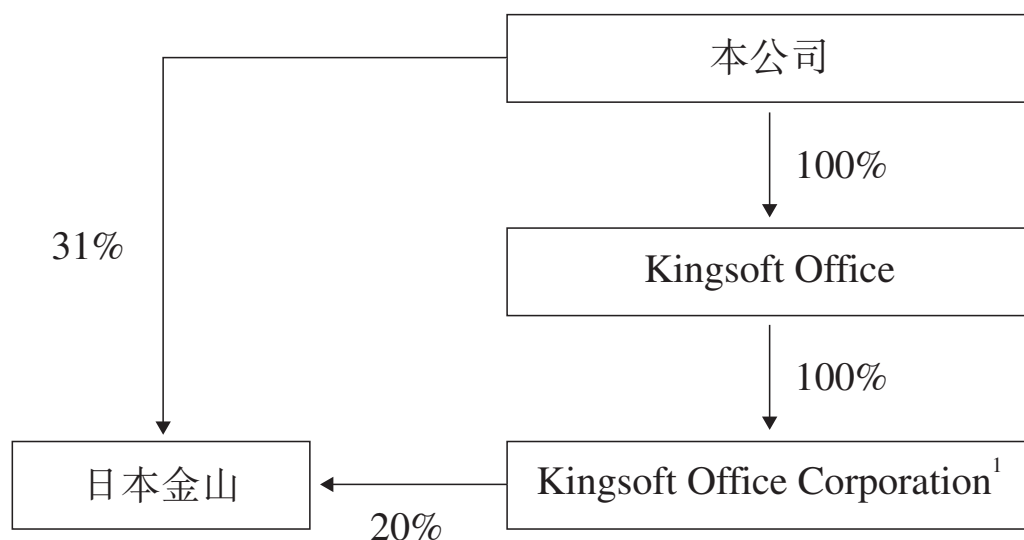 本公司
100%
31%
Kingsoft Office
100%
日本金山
Kingsoft Office Corporation¹
20%